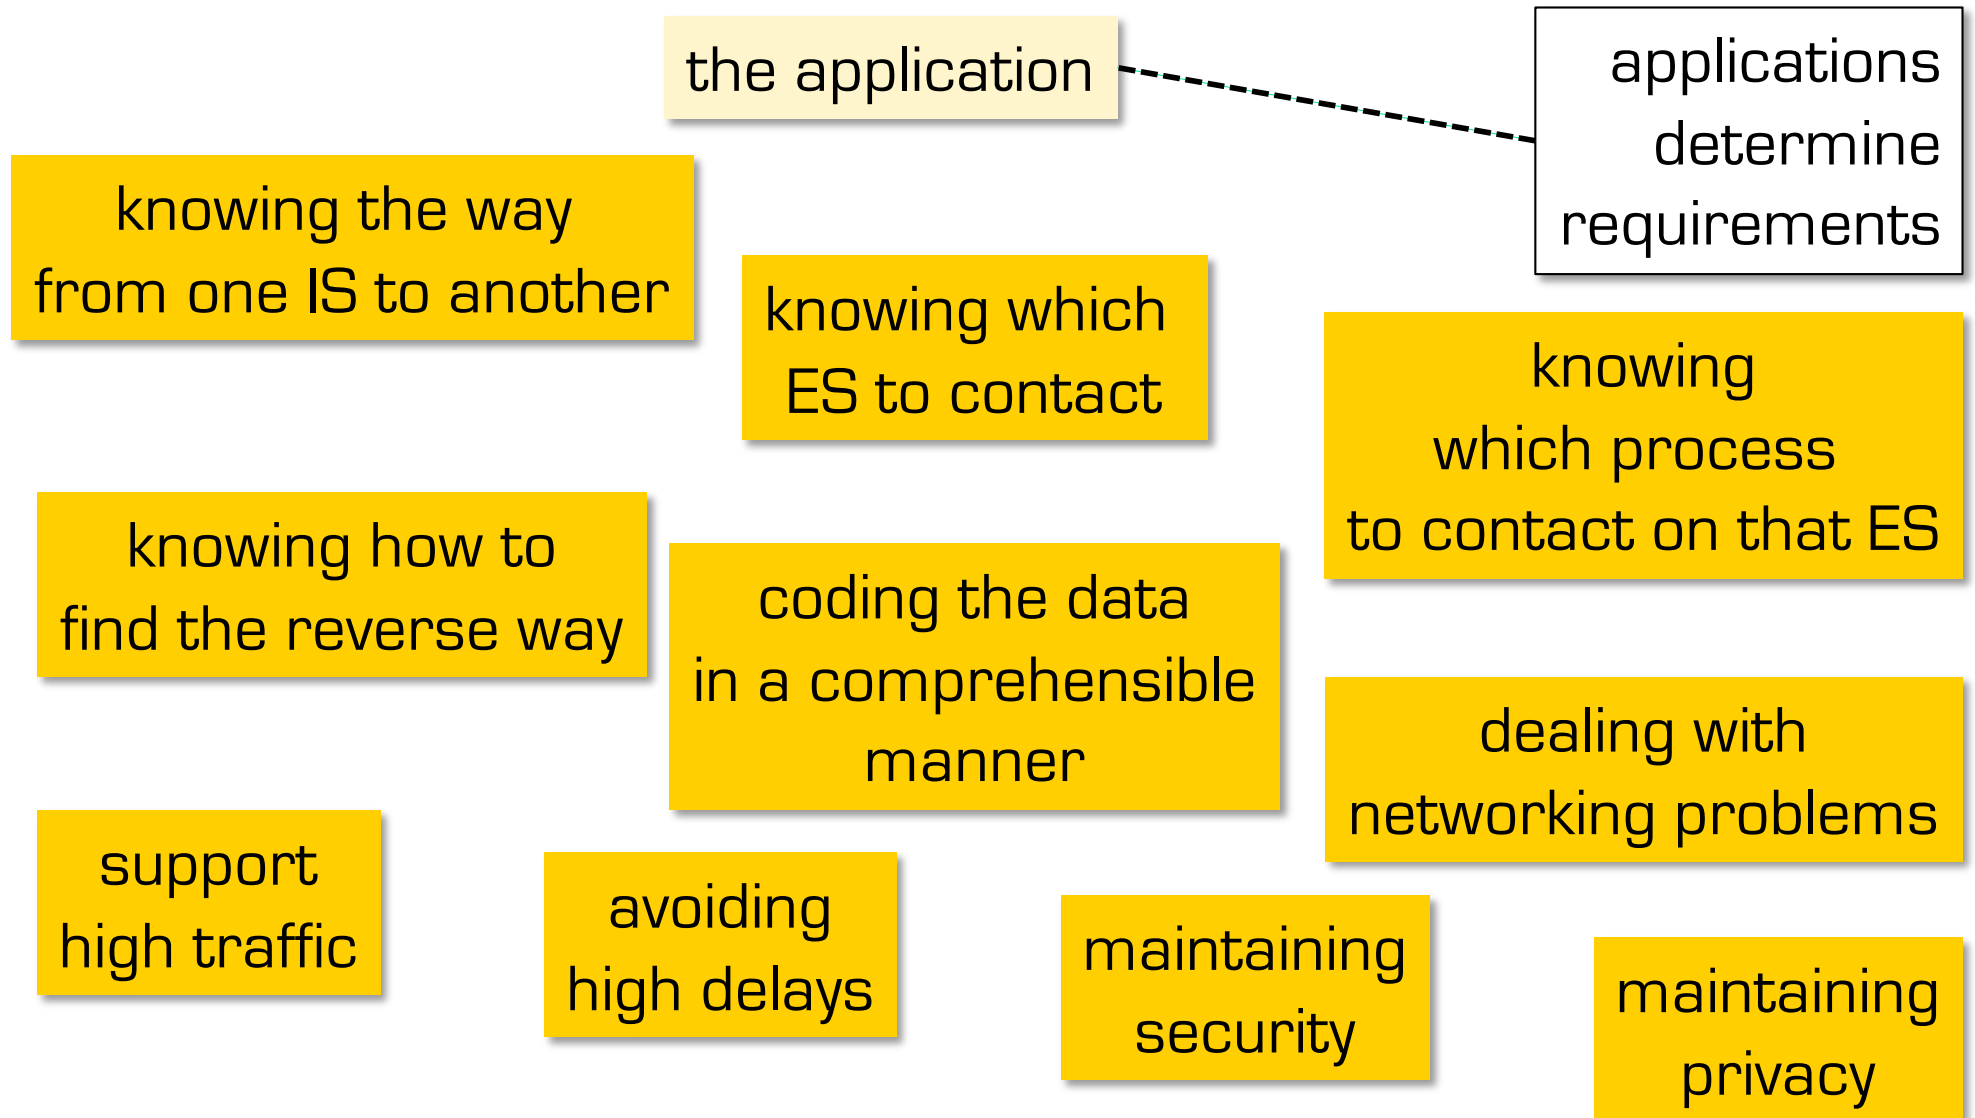 the application
applications
determine
requirements
knowing the way
from one IS to another
knowing which
ES to contact
knowing
which process
to contact on that ES
knowing how to
find the reverse way
coding the data
in a comprehensible
manner
dealing with
networking problems
support
high traffic
avoiding
high delays
maintaining
security
maintaining
privacy